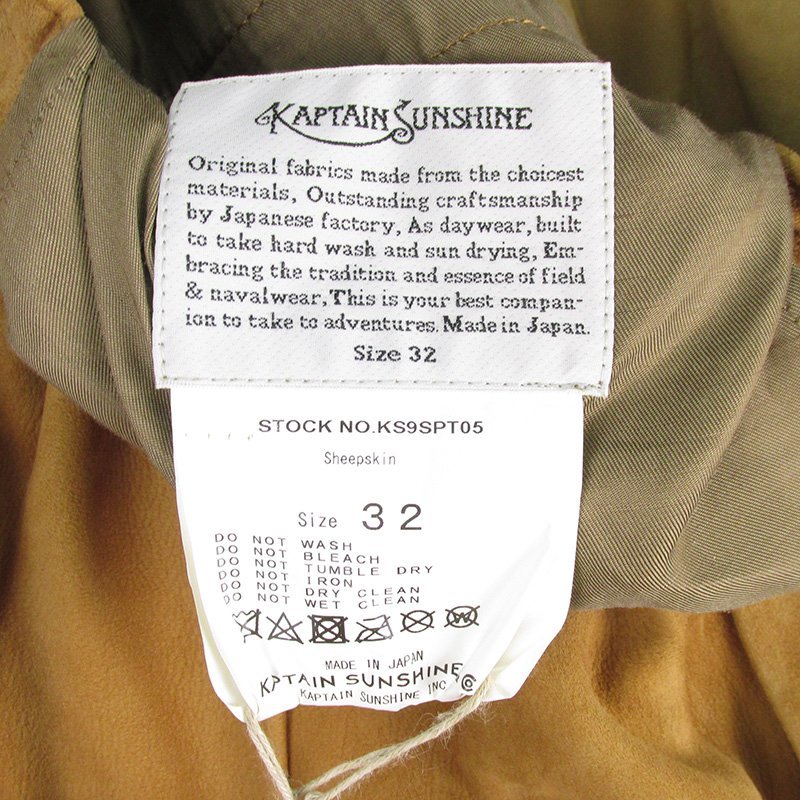 KAPTAIN SUNSHINE
Original fabrics made from the choicest
materials, Outstanding craftsmanship
by Japanese factory, As daywear, built
to take hard wash and sun drying, Em-
bracing the tradition and essence of field
& navalwear, This is your best compan-
ion to take to adventures. Made in Japan.
Size 32
STOCK NO.KS9SPT05
Sheepskin
Size 32
DO NOT WASH
DO NOT BLEACH
DO NOT TUMBLE DRY
DO NOT IRON
DO NOT DRY CLEAN
DO NOT WET CLEAN
MADE IN JAPAN
KAPTAIN SUNSHINE Co
KAPTAIN SUNSHINE INC